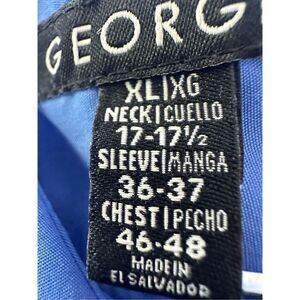 GEORG
XL|XG
NECK|CUELLO
17-17½
SLEEVE|MANGA
36-37
CHEST|PECHO
46-48
MADE IN
EL SALVADOR